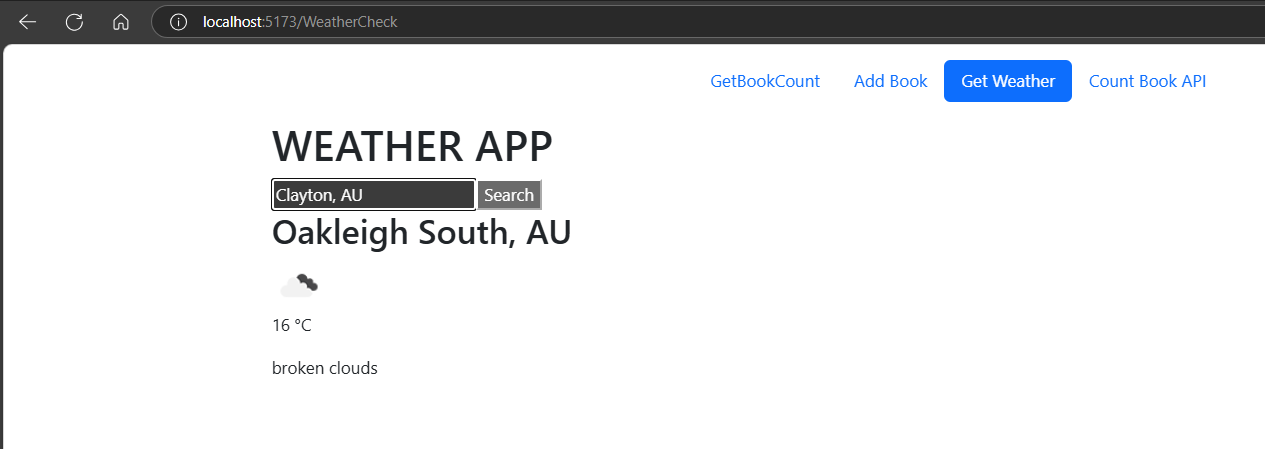 localhost:5173/WeatherCheck
GetBookCount Add Book Get Weather Count Book API
WEATHER APP
Clayton, AU Search
Oakleigh South, AU
16 °C
broken clouds